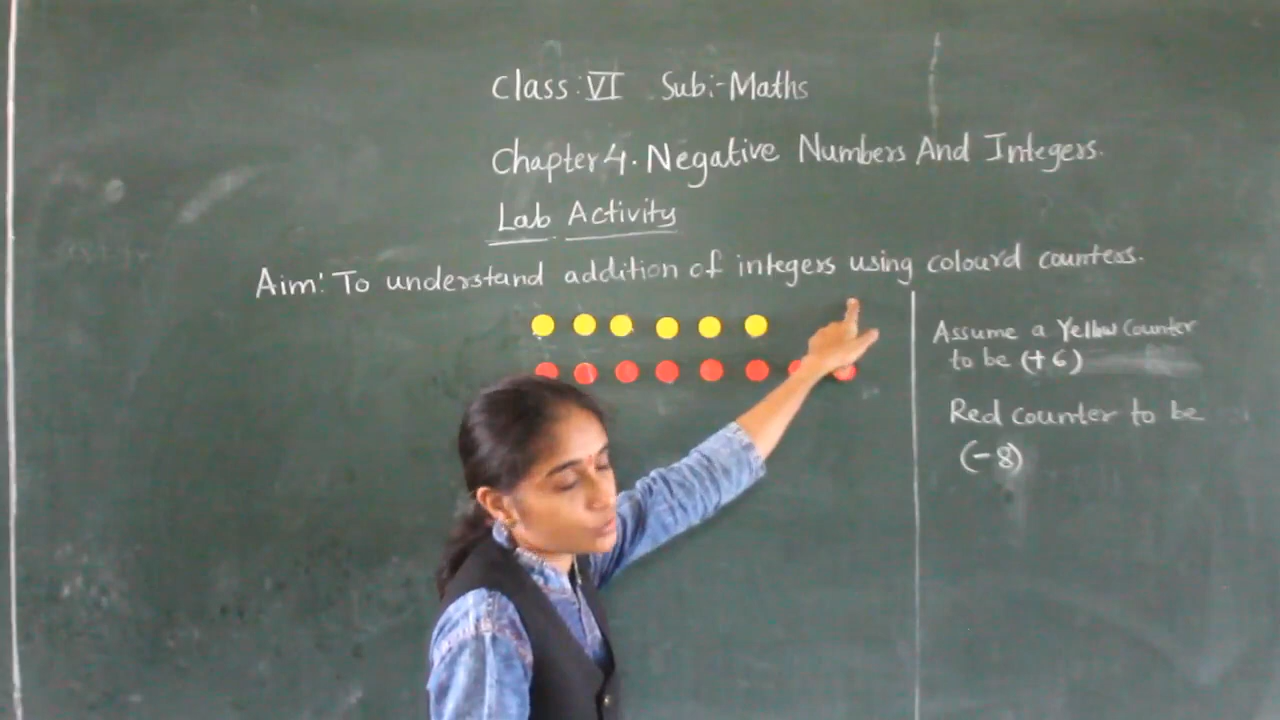 Class : VI Sub:- Maths
Chapter 4. Negative Numbers And Integers.
Lab Activity
Aim: To understand addition of integers using colourd counters.
Assume a Yellow Counter
to be (+6)
Red counter to be
(-8)